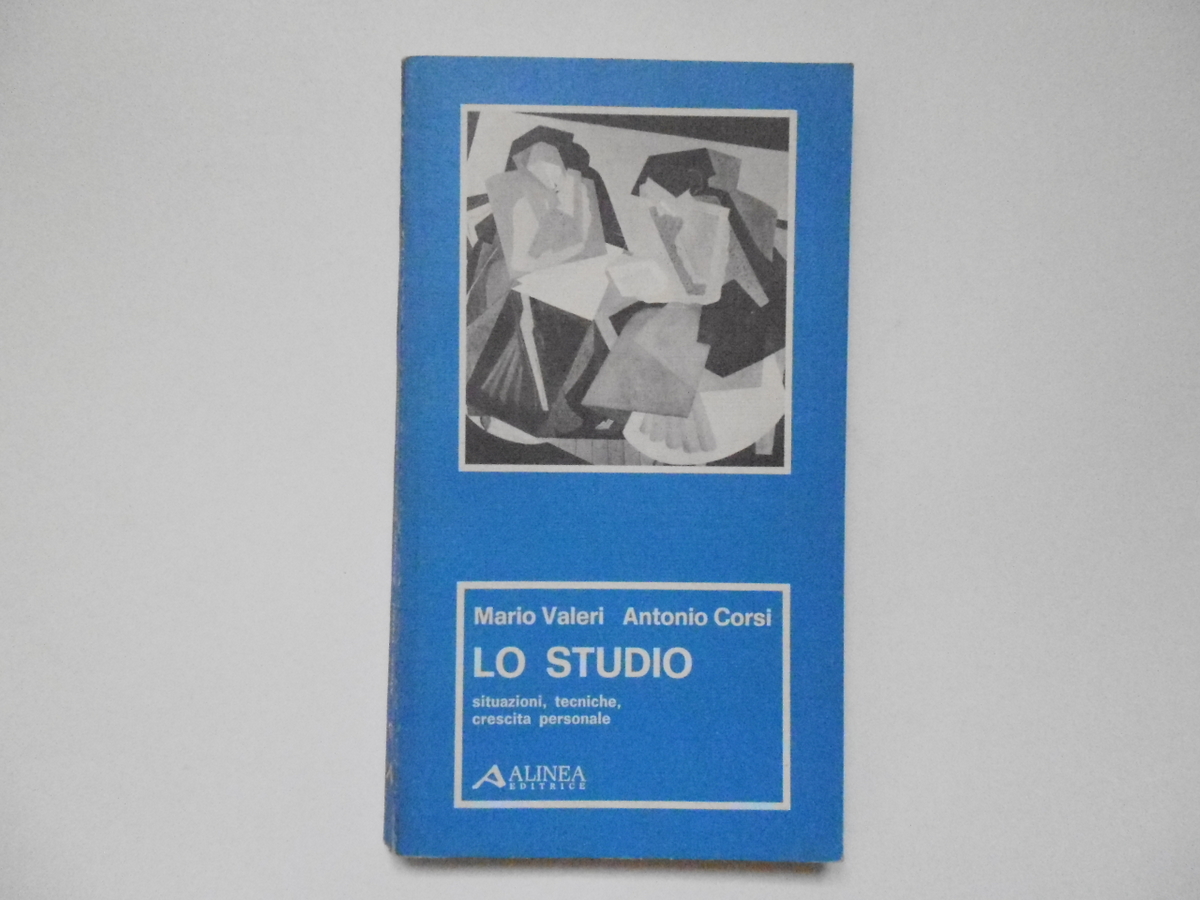 Mario Valeri Antonio Corsi
LO STUDIO
situazioni, tecniche,
crescita personale
ALINEA
EDITRICE